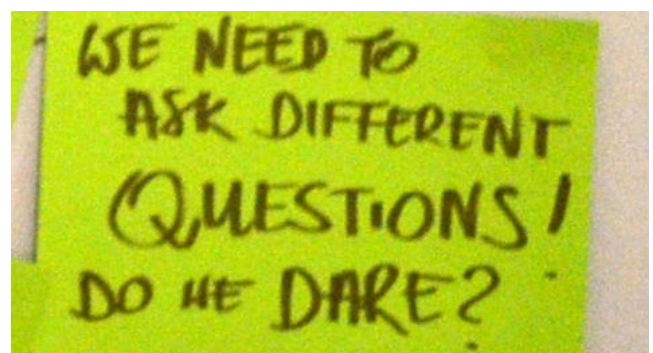 WE NEED TO
ASK DIFFERENT
QUESTIONS!
DO WE DARE?